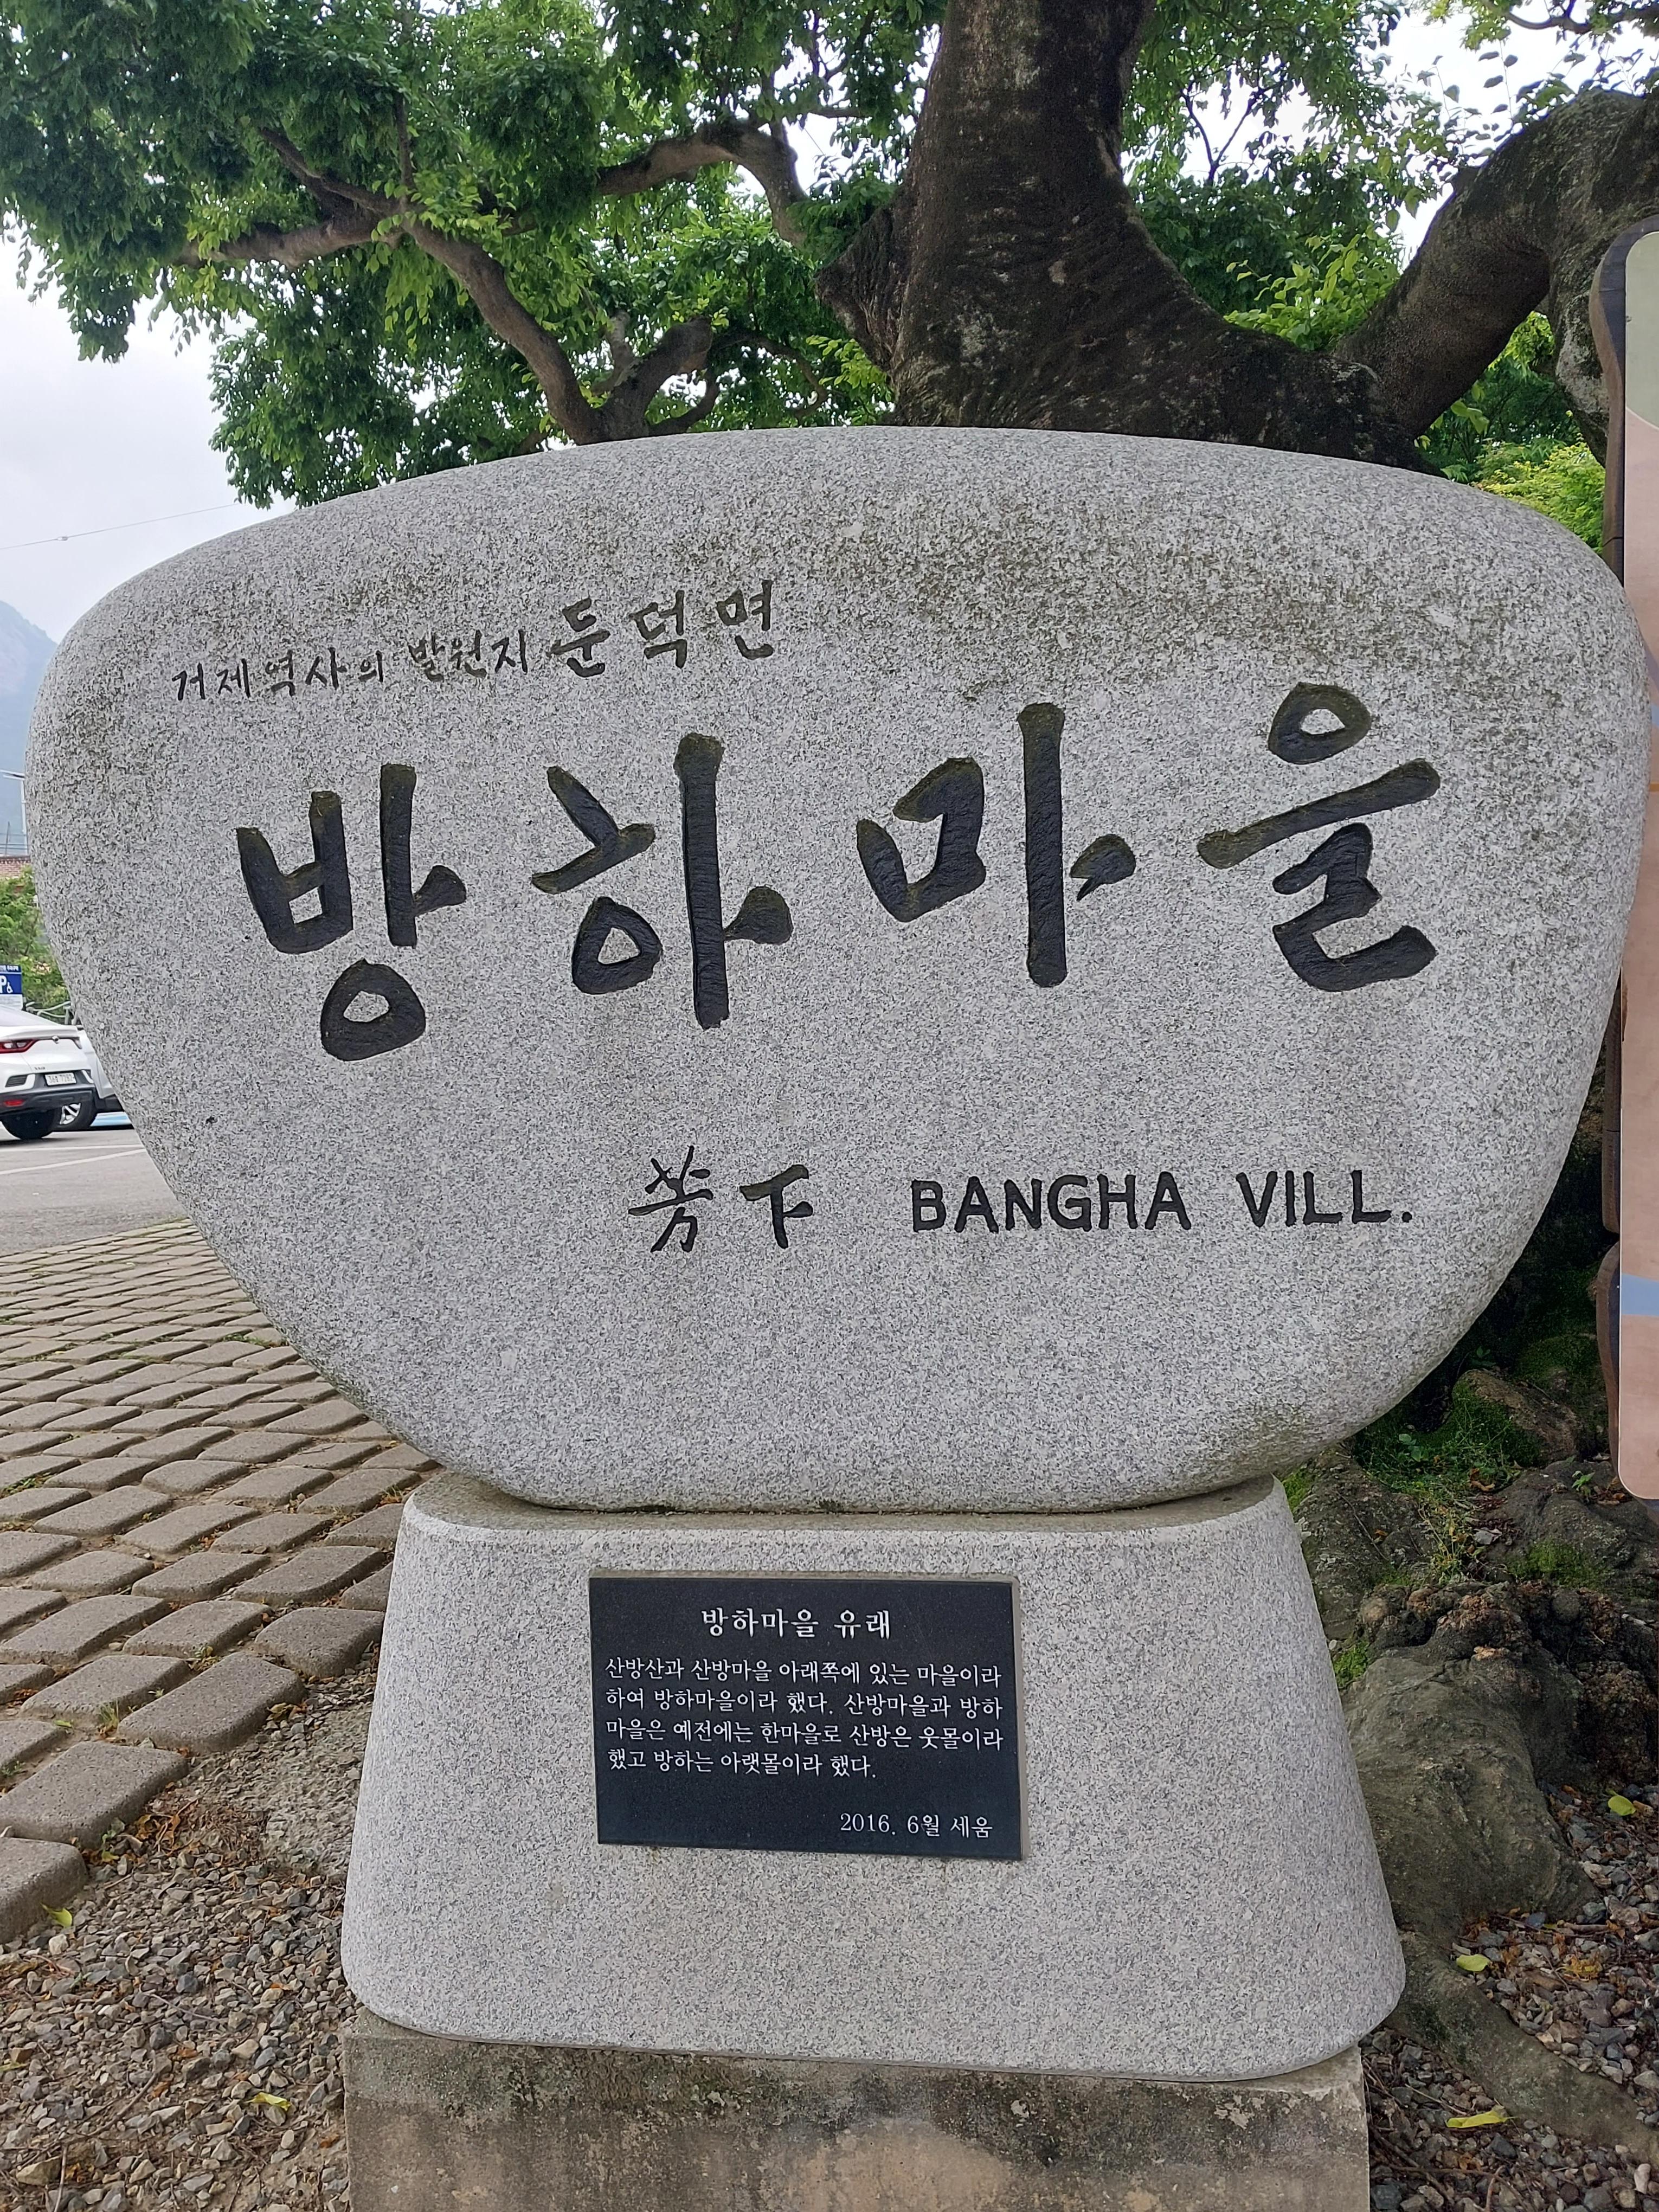 거제역사의 발원지 둔덕면
방하마을
芳下 BANGHA VILL.
방하마을 유래
산방산과 산방마을 아래쪽에 있는 마을이라
하여 방하마을이라 했다. 산방마을과 방하
마을은 예전에는 한마을로 산방은 웃몰이라
했고 방하는 아랫몰이라 했다.
2016. 6월 세움